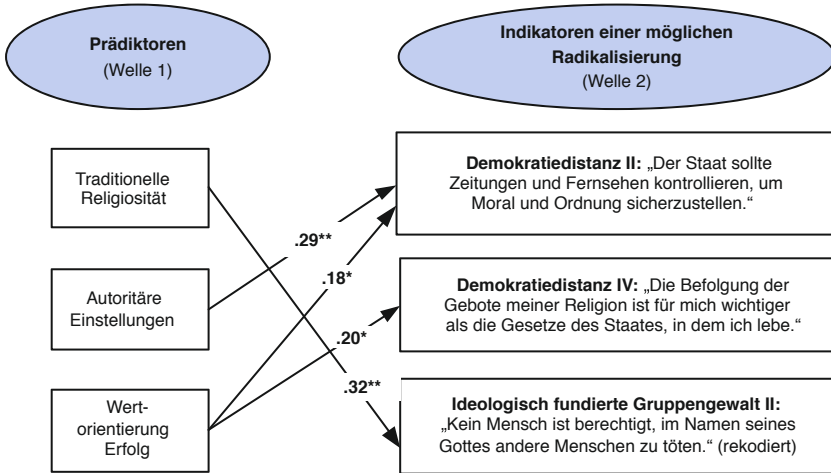 Prädiktoren
(Welle 1)
Indikatoren einer möglichen
Radikalisierung
(Welle 2)
Traditionelle
Religiosität
Autoritäre
Einstellungen
Wert-
orientierung
Erfolg
.29**
.18*
.20*
.32**
Demokratiedistanz II: „Der Staat sollte
Zeitungen und Fernsehen kontrollieren, um
Moral und Ordnung sicherzustellen.“
Demokratiedistanz IV: „Die Befolgung der
Gebote meiner Religion ist für mich wichtiger
als die Gesetze des Staates, in dem ich lebe.“
Ideologisch fundierte Gruppengewalt II:
„Kein Mensch ist berechtigt, im Namen seines
Gottes andere Menschen zu töten.“ (rekodiert)